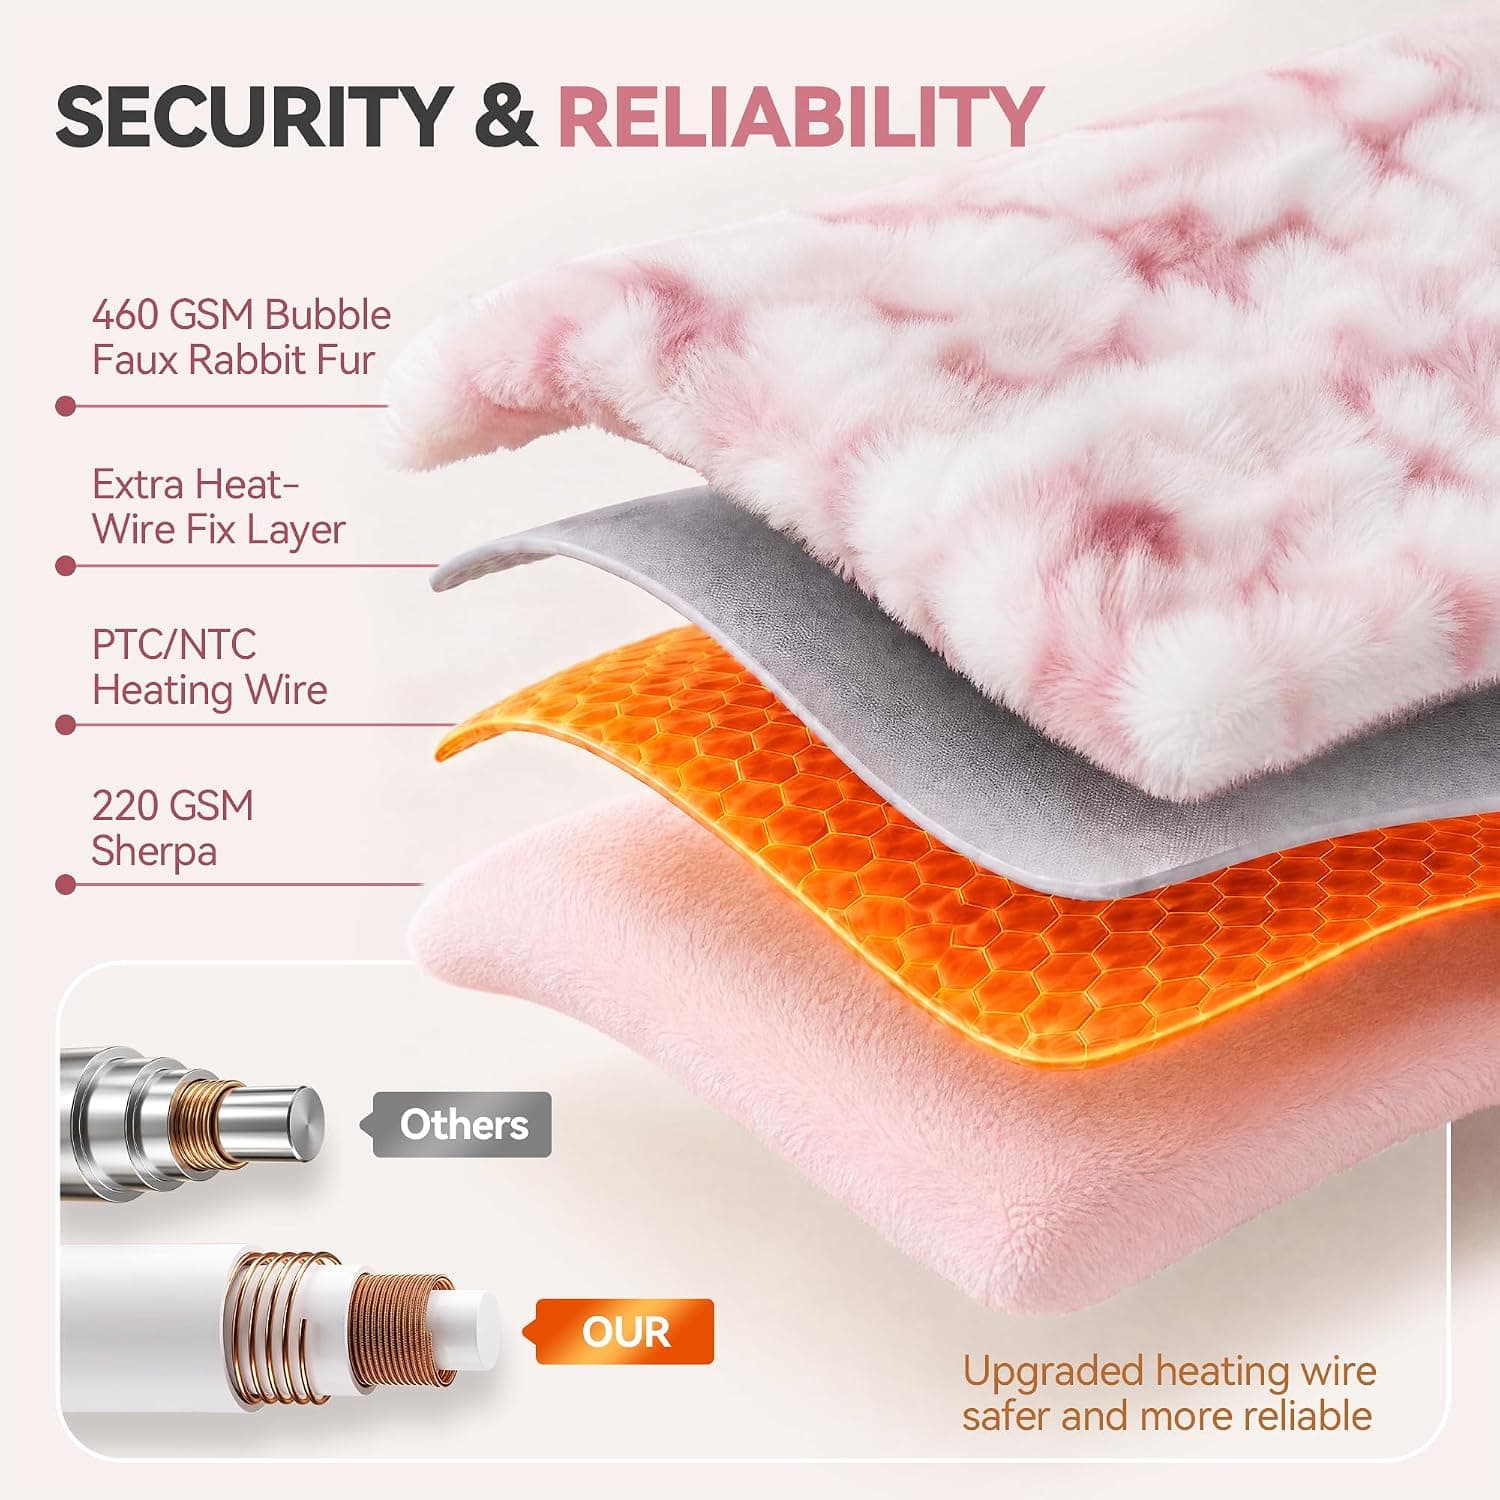 SECURITY & RELIABILITY
460 GSM Bubble
Faux Rabbit Fur
Extra Heat-
Wire Fix Layer
PTC/NTC
Heating Wire
220 GSM
Sherpa
Others
OUR
Upgraded heating wire
safer and more reliable